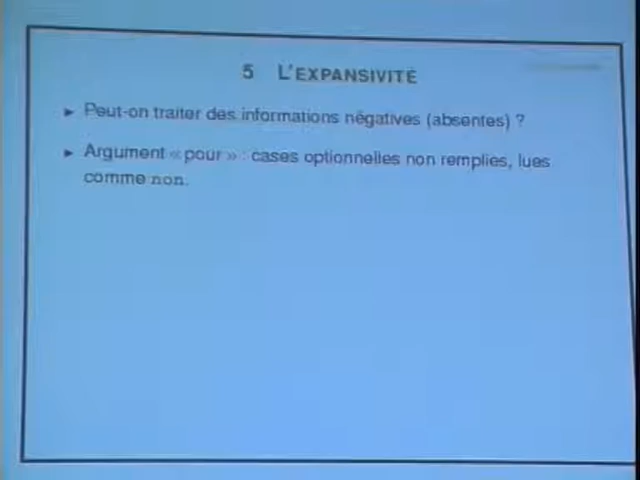 5 L'EXPANSIVITÉ
► Peut-on traiter des informations négatives (absentes) ?
► Argument « pour » : cases optionnelles non remplies, lues
comme non.